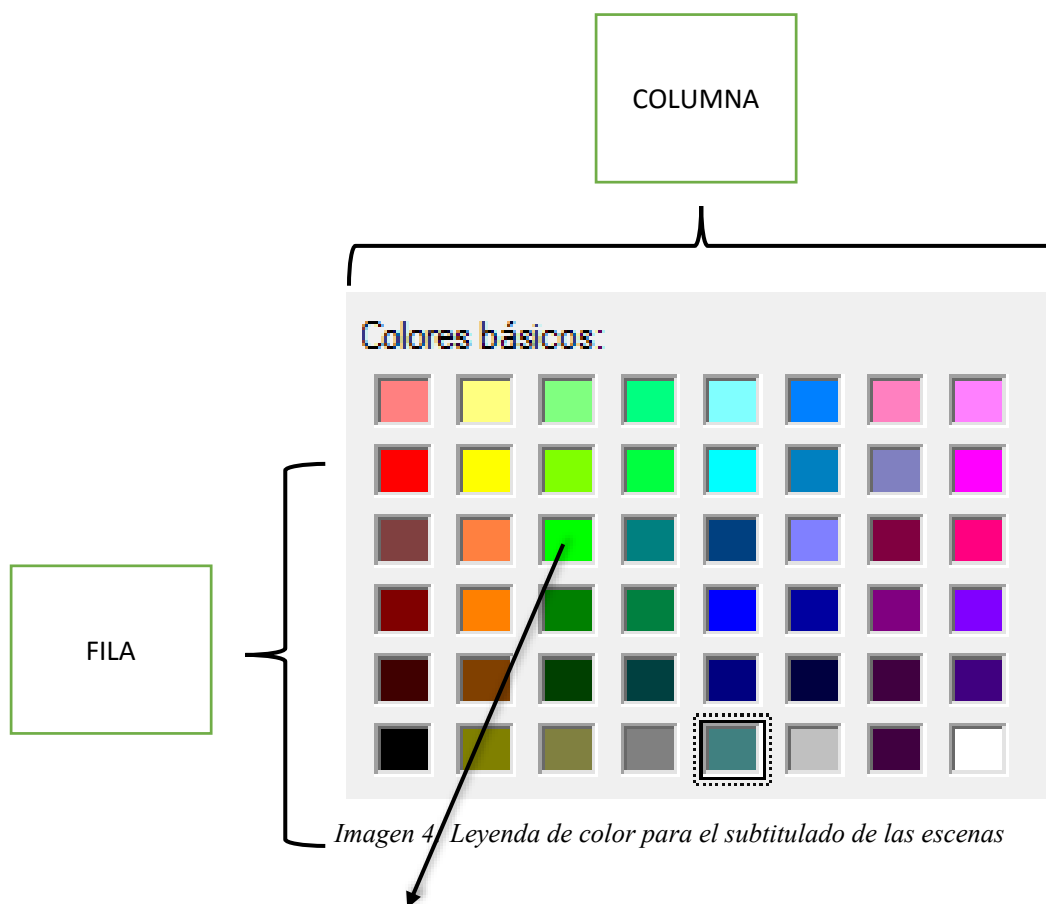 COLUMNA
Colores básicos:
FILA
Imagen 4. Leyenda de color para el subtitulado de las escenas